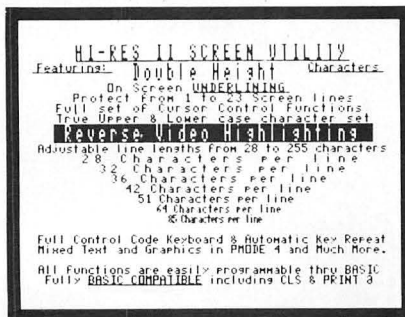 HI-RES II SCREEN UTILITY
Featuring: Double Height Characters
On Screen UNDERLINING
Protect from 1 to 23 Screen lines
Full set of Cursor Control Functions
True Upper & Lower case character set
Reverse Video Highlighting
Adjustable line lengths from 28 to 255 characters
28 Characters per line
32 Characters per line
36 Characters per line
42 Characters per line
51 Characters per line
64 Characters per line
85 Characters per line
Full Control Code Keyboard & Automatic Key Repeat
Mixed Text and Graphics in PMODE 4 and Much More.
All Functions are easily programmable thru BASIC
Fully BASIC COMPATIBLE including CLS & PRINT @